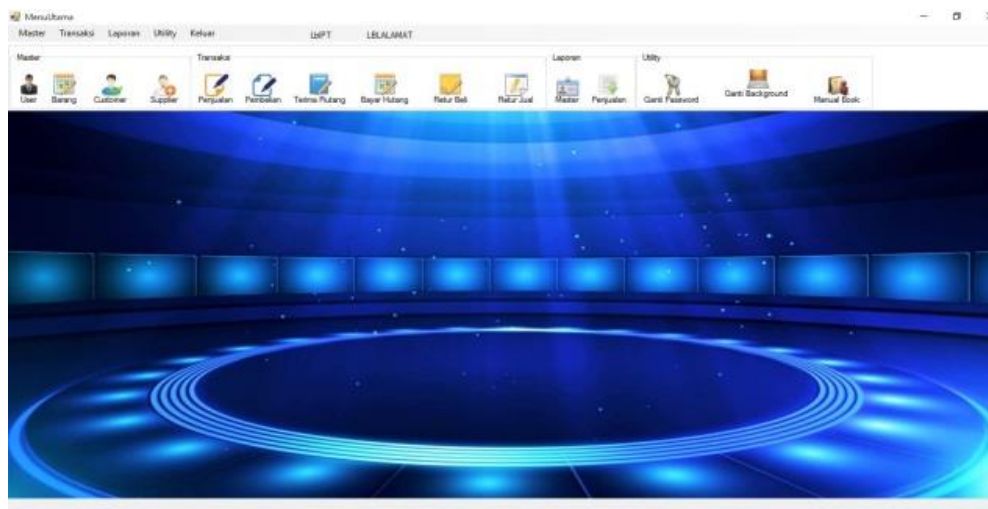 MenuUtama
Master Transaksi Laporan Utility Keluar LblPT LBLALAMAT
Master Transaksi Laporan Utility
User Barang Customer Supplier Penjualan Pembelian Terima Piutang Bayar Hutang Retur Beli Retur Jual Master Penjualan Ganti Password Ganti Background Manual Book